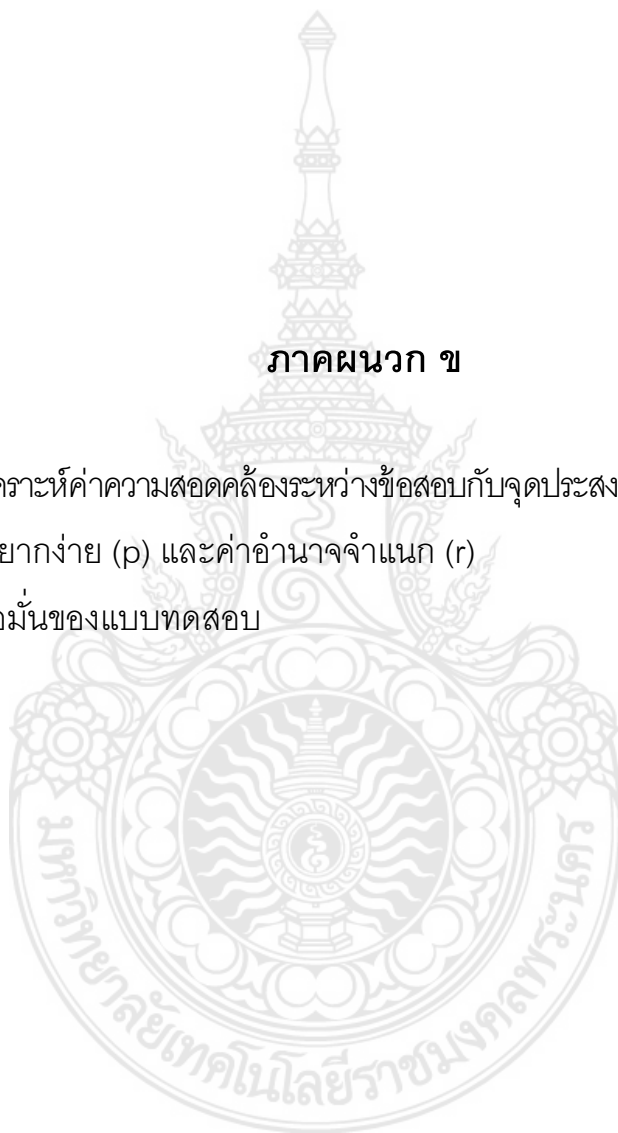 ภาคผนวก ข
คราะห์ค่าความสอดคล้องระหว่างข้อสอบกับจุดประสง
ยากง่าย (p) และค่าอำนาจจำแนก (r)
อมั่นของแบบทดสอบ
มหาวิทยาลัยเทคโนโลยีราชมงคลพระนคร